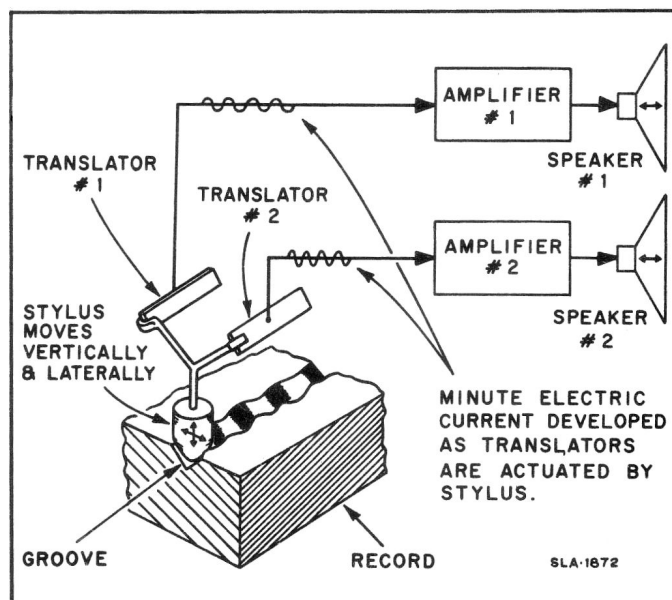 AMPLIFIER
# 1
SPEAKER
# 1
TRANSLATOR
# 1
TRANSLATOR
# 2
AMPLIFIER
# 2
SPEAKER
# 2
STYLUS
MOVES
VERTICALLY
& LATERALLY
MINUTE ELECTRIC
CURRENT DEVELOPED
AS TRANSLATORS
ARE ACTUATED BY
STYLUS.
GROOVE
RECORD
SLA-1872